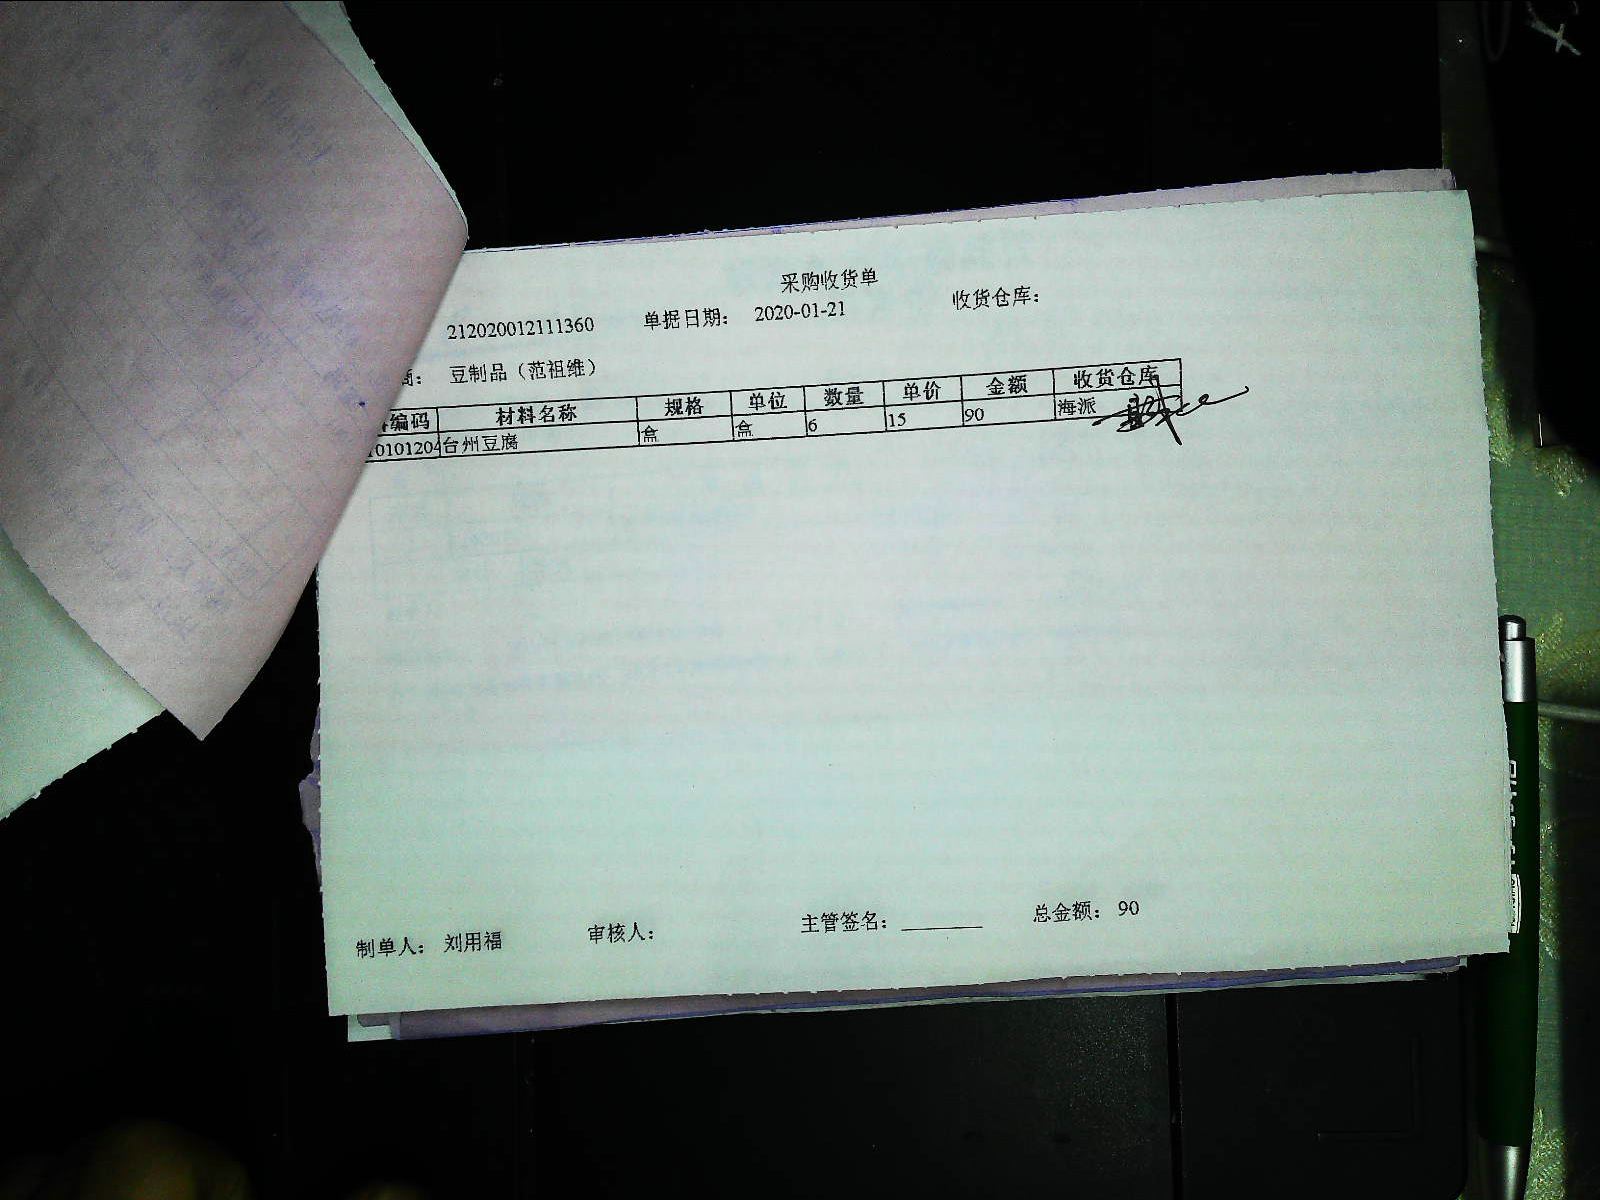 采购收货单
212020012111360 单据日期： 2020-01-21 收货仓库：
商： 豆制品（范祖维）
编码 材料名称 规格 单位 数量 单价 金额 收货仓库
10101204 台州豆腐 盒 盒 6 15 90 海派
制单人： 刘用福 审核人： 主管签名： 总金额： 90